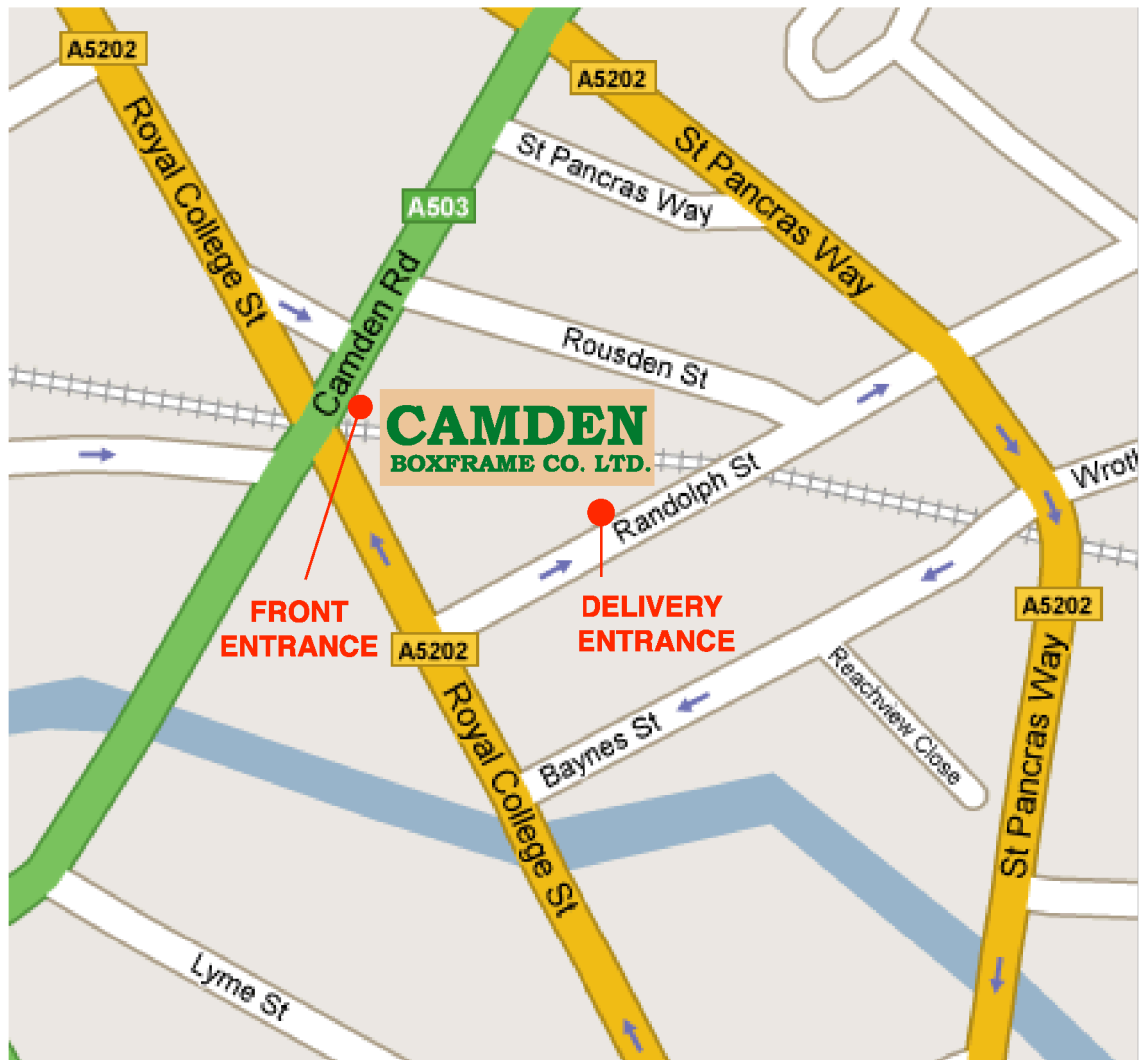 A5202
A5202
Royal College St
St Pancras Way
St Pancras Way
A503
Camden Rd
Rousden St
CAMDEN
BOXFRAME CO. LTD.
Randolph St
Wroth
FRONT
ENTRANCE
DELIVERY
ENTRANCE
A5202
A5202
Reachview Close
Royal College St
Baynes St
St Pancras Way
Lyme St